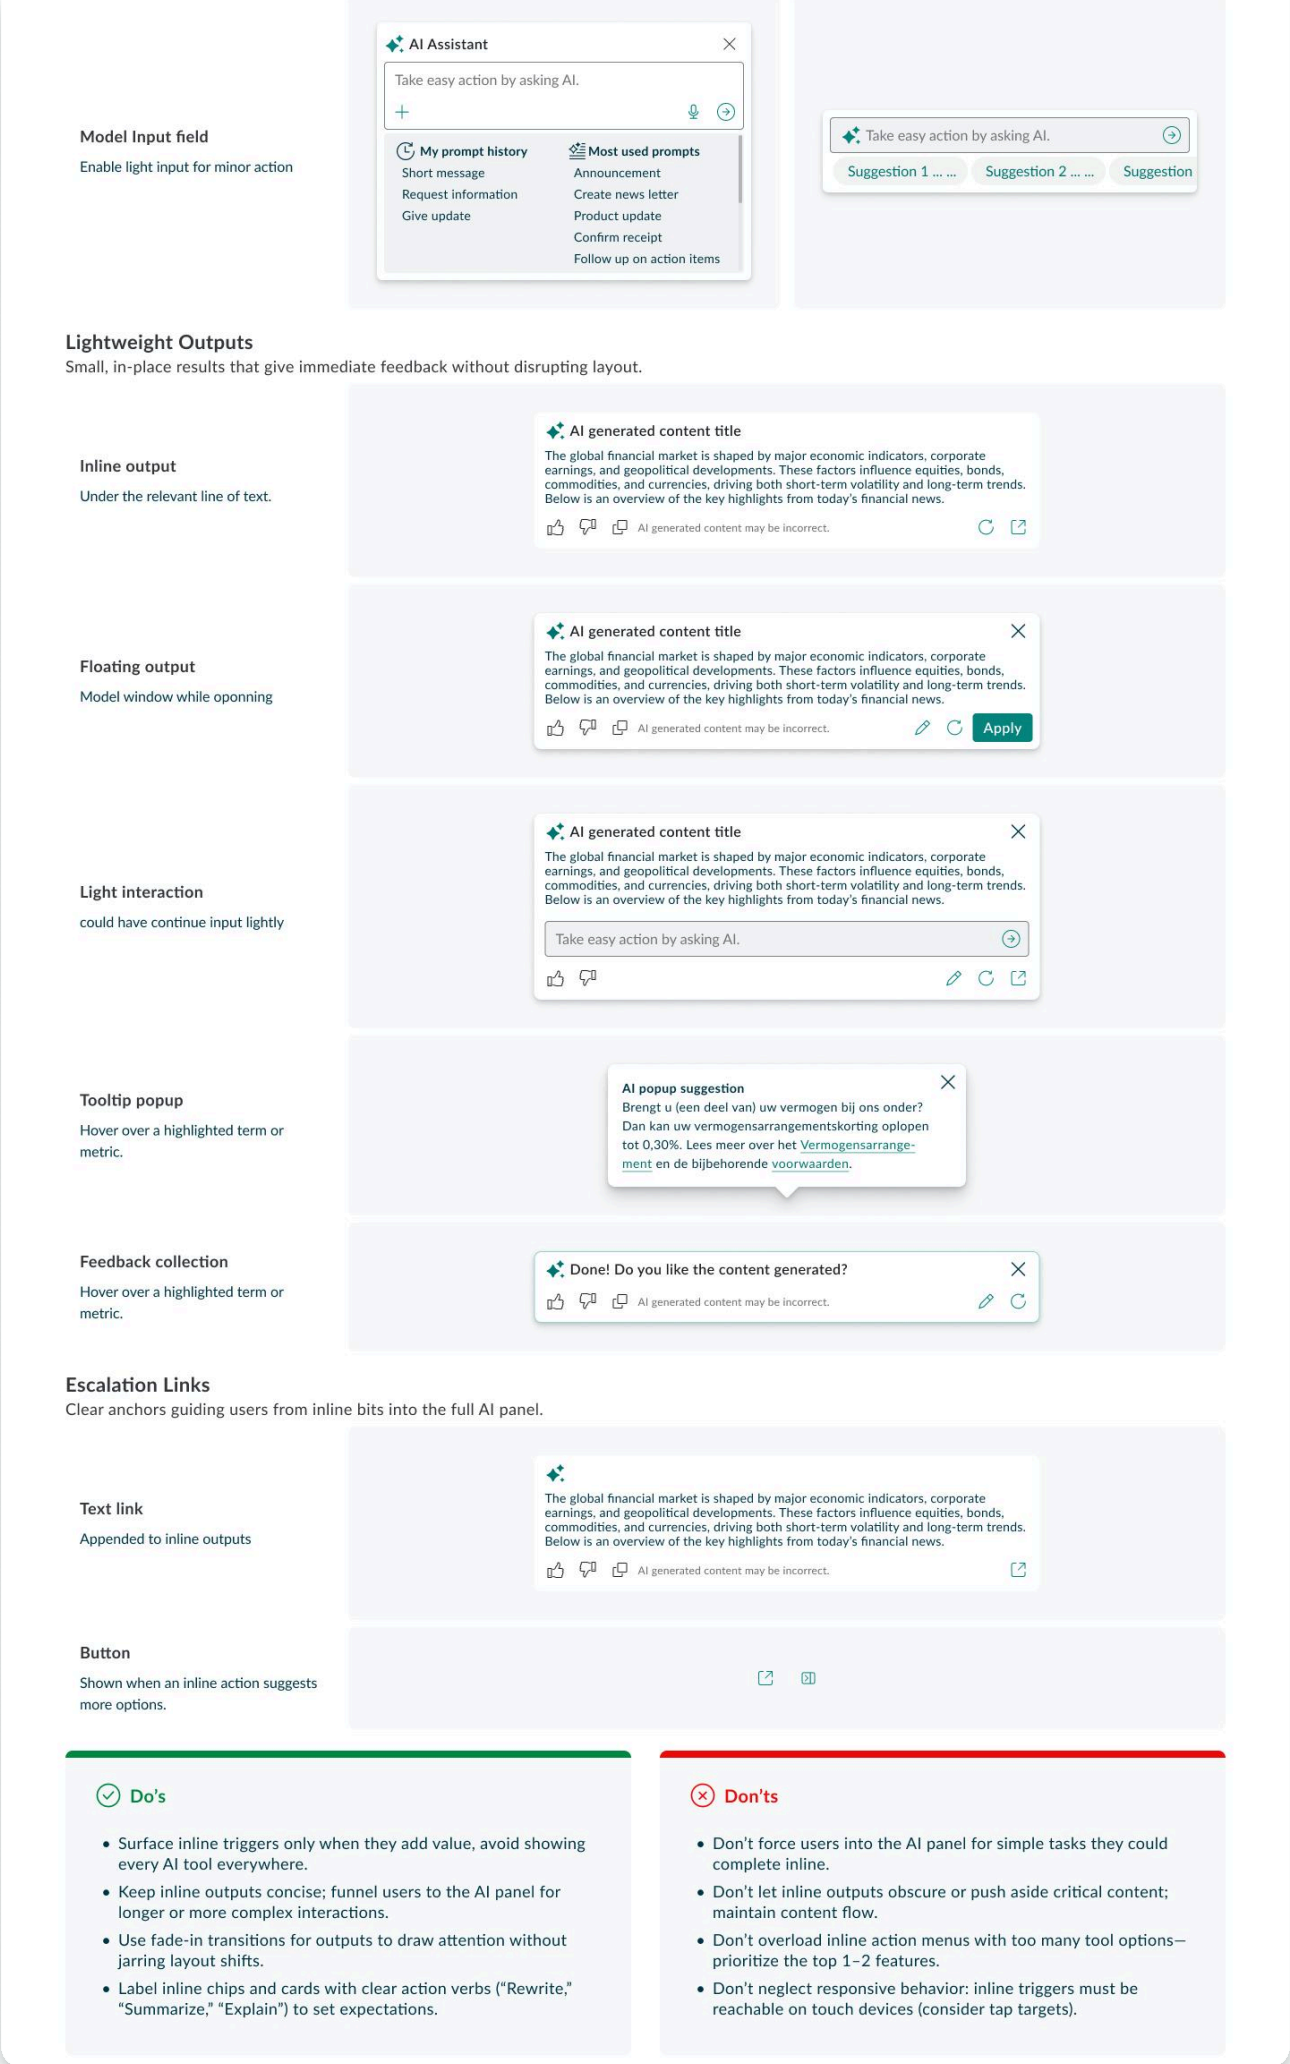 AI Assistant
Take easy action by asking AI.
My prompt history
Short message
Request information
Give update
Most used prompts
Announcement
Create news letter
Product update
Confirm receipt
Follow up on action items
Take easy action by asking AI.
Suggestion 1 ... ...
Suggestion 2 ... ...
Suggestion
Model Input field
Enable light input for minor action
Lightweight Outputs
Small, in-place results that give immediate feedback without disrupting layout.
Inline output
Under the relevant line of text.
AI generated content title
The global financial market is shaped by major economic indicators, corporate
earnings, and geopolitical developments. These factors influence equities, bonds,
commodities, and currencies, driving both short-term volatility and long-term trends.
Below is an overview of the key highlights from today's financial news.
AI generated content may be incorrect.
Floating output
Model window while oponning
AI generated content title
The global financial market is shaped by major economic indicators, corporate
earnings, and geopolitical developments. These factors influence equities, bonds,
commodities, and currencies, driving both short-term volatility and long-term trends.
Below is an overview of the key highlights from today's financial news.
AI generated content may be incorrect.
Apply
Light interaction
could have continue input lightly
AI generated content title
The global financial market is shaped by major economic indicators, corporate
earnings, and geopolitical developments. These factors influence equities, bonds,
commodities, and currencies, driving both short-term volatility and long-term trends.
Below is an overview of the key highlights from today's financial news.
Take easy action by asking AI.
Tooltip popup
Hover over a highlighted term or
metric.
AI popup suggestion
Brengt u (een deel van) uw vermogen bij ons onder?
Dan kan uw vermogensarrangementskorting oplopen
tot 0,30%. Lees meer over het Vermogensarrange-
ment en de bijbehorende voorwaarden.
Feedback collection
Hover over a highlighted term or
metric.
Done! Do you like the content generated?
AI generated content may be incorrect.
Escalation Links
Clear anchors guiding users from inline bits into the full AI panel.
Text link
Appended to inline outputs
The global financial market is shaped by major economic indicators, corporate
earnings, and geopolitical developments. These factors influence equities, bonds,
commodities, and currencies, driving both short-term volatility and long-term trends.
Below is an overview of the key highlights from today's financial news.
AI generated content may be incorrect.
Button
Shown when an inline action suggests
more options.
Do's
• Surface inline triggers only when they add value, avoid showing
every AI tool everywhere.
• Keep inline outputs concise; funnel users to the AI panel for
longer or more complex interactions.
• Use fade-in transitions for outputs to draw attention without
jarring layout shifts.
• Label inline chips and cards with clear action verbs (“Rewrite,”
“Summarize,” “Explain”) to set expectations.
Don'ts
• Don't force users into the AI panel for simple tasks they could
complete inline.
• Don't let inline outputs obscure or push aside critical content;
maintain content flow.
• Don't overload inline action menus with too many tool options—
prioritize the top 1–2 features.
• Don't neglect responsive behavior: inline triggers must be
reachable on touch devices (consider tap targets).